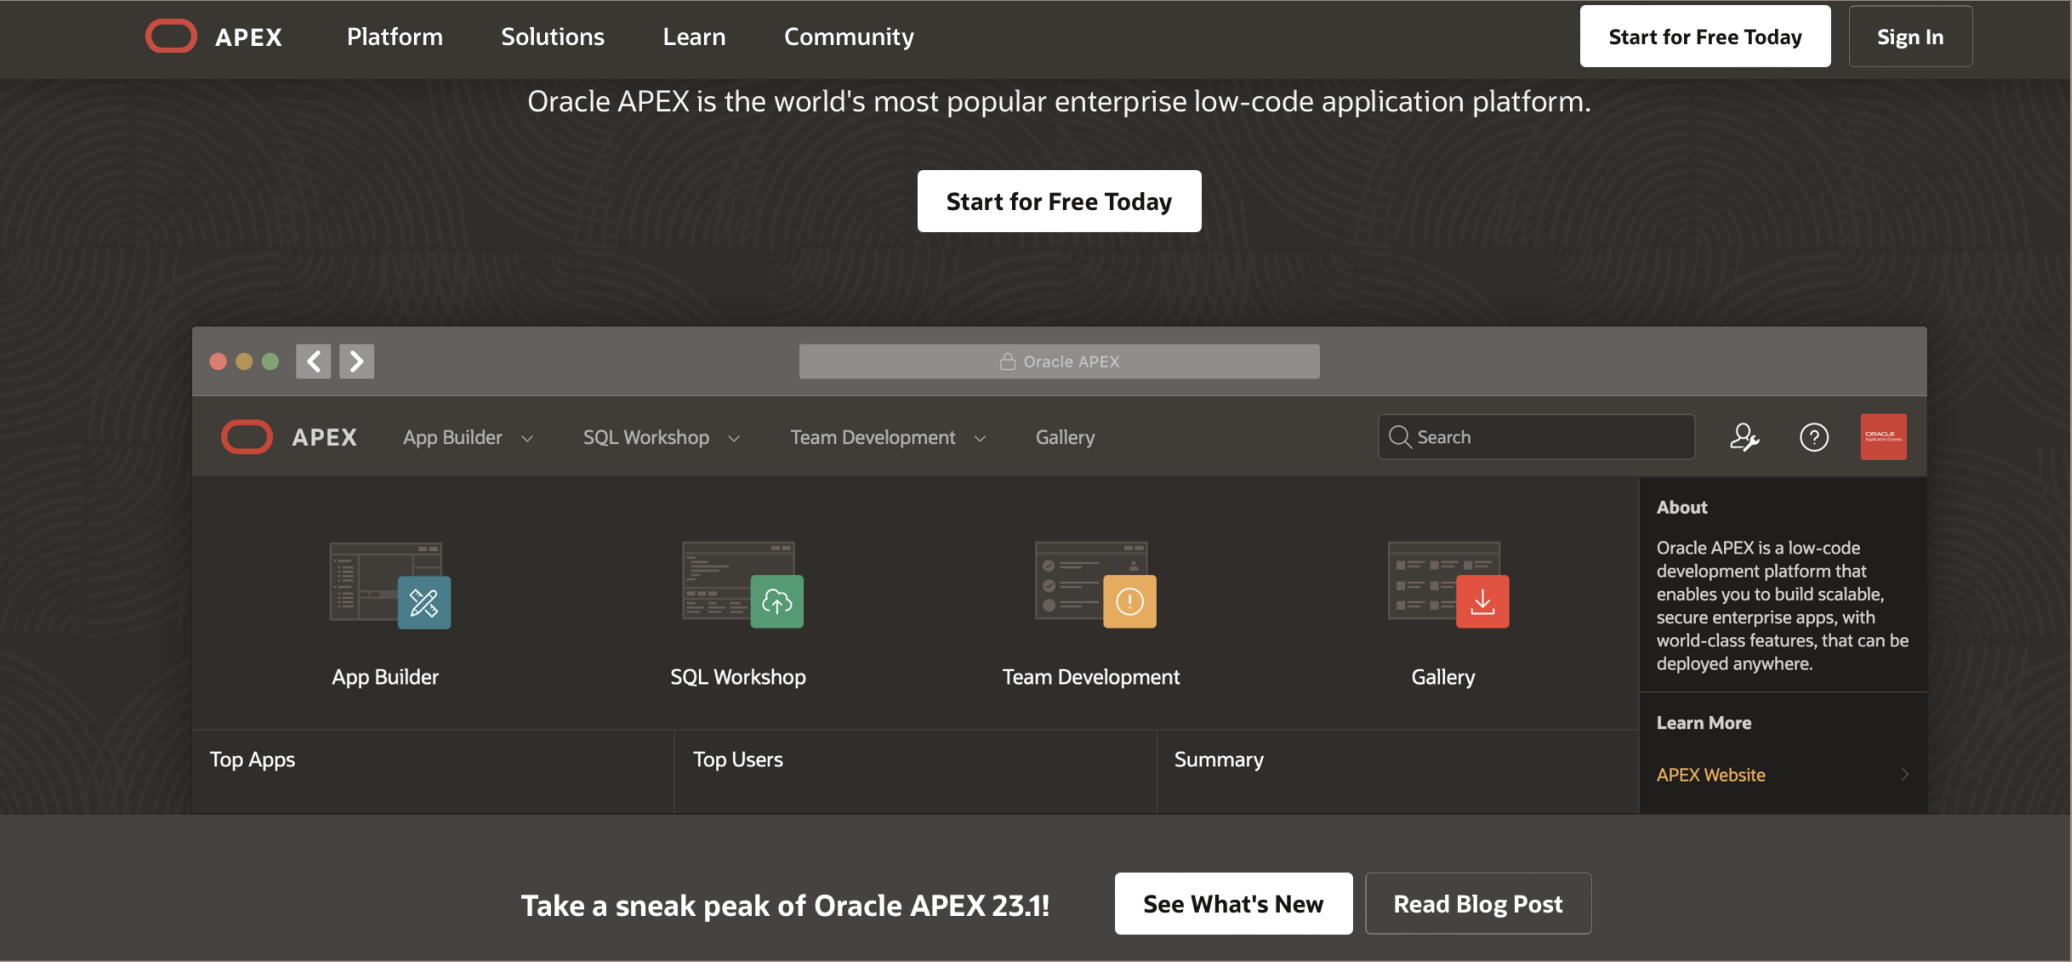 APEX Platform Solutions Learn Community Start for Free Today Sign In
Oracle APEX is the world's most popular enterprise low-code application platform.
Start for Free Today
Oracle APEX
APEX App Builder SQL Workshop Team Development Gallery Search ORACLE
Application Express
About
Oracle APEX is a low-code
development platform that
enables you to build scalable,
secure enterprise apps, with
world-class features, that can be
deployed anywhere.
App Builder SQL Workshop Team Development Gallery
Learn More
Top Apps Top Users Summary
APEX Website
Take a sneak peak of Oracle APEX 23.1! See What's New Read Blog Post